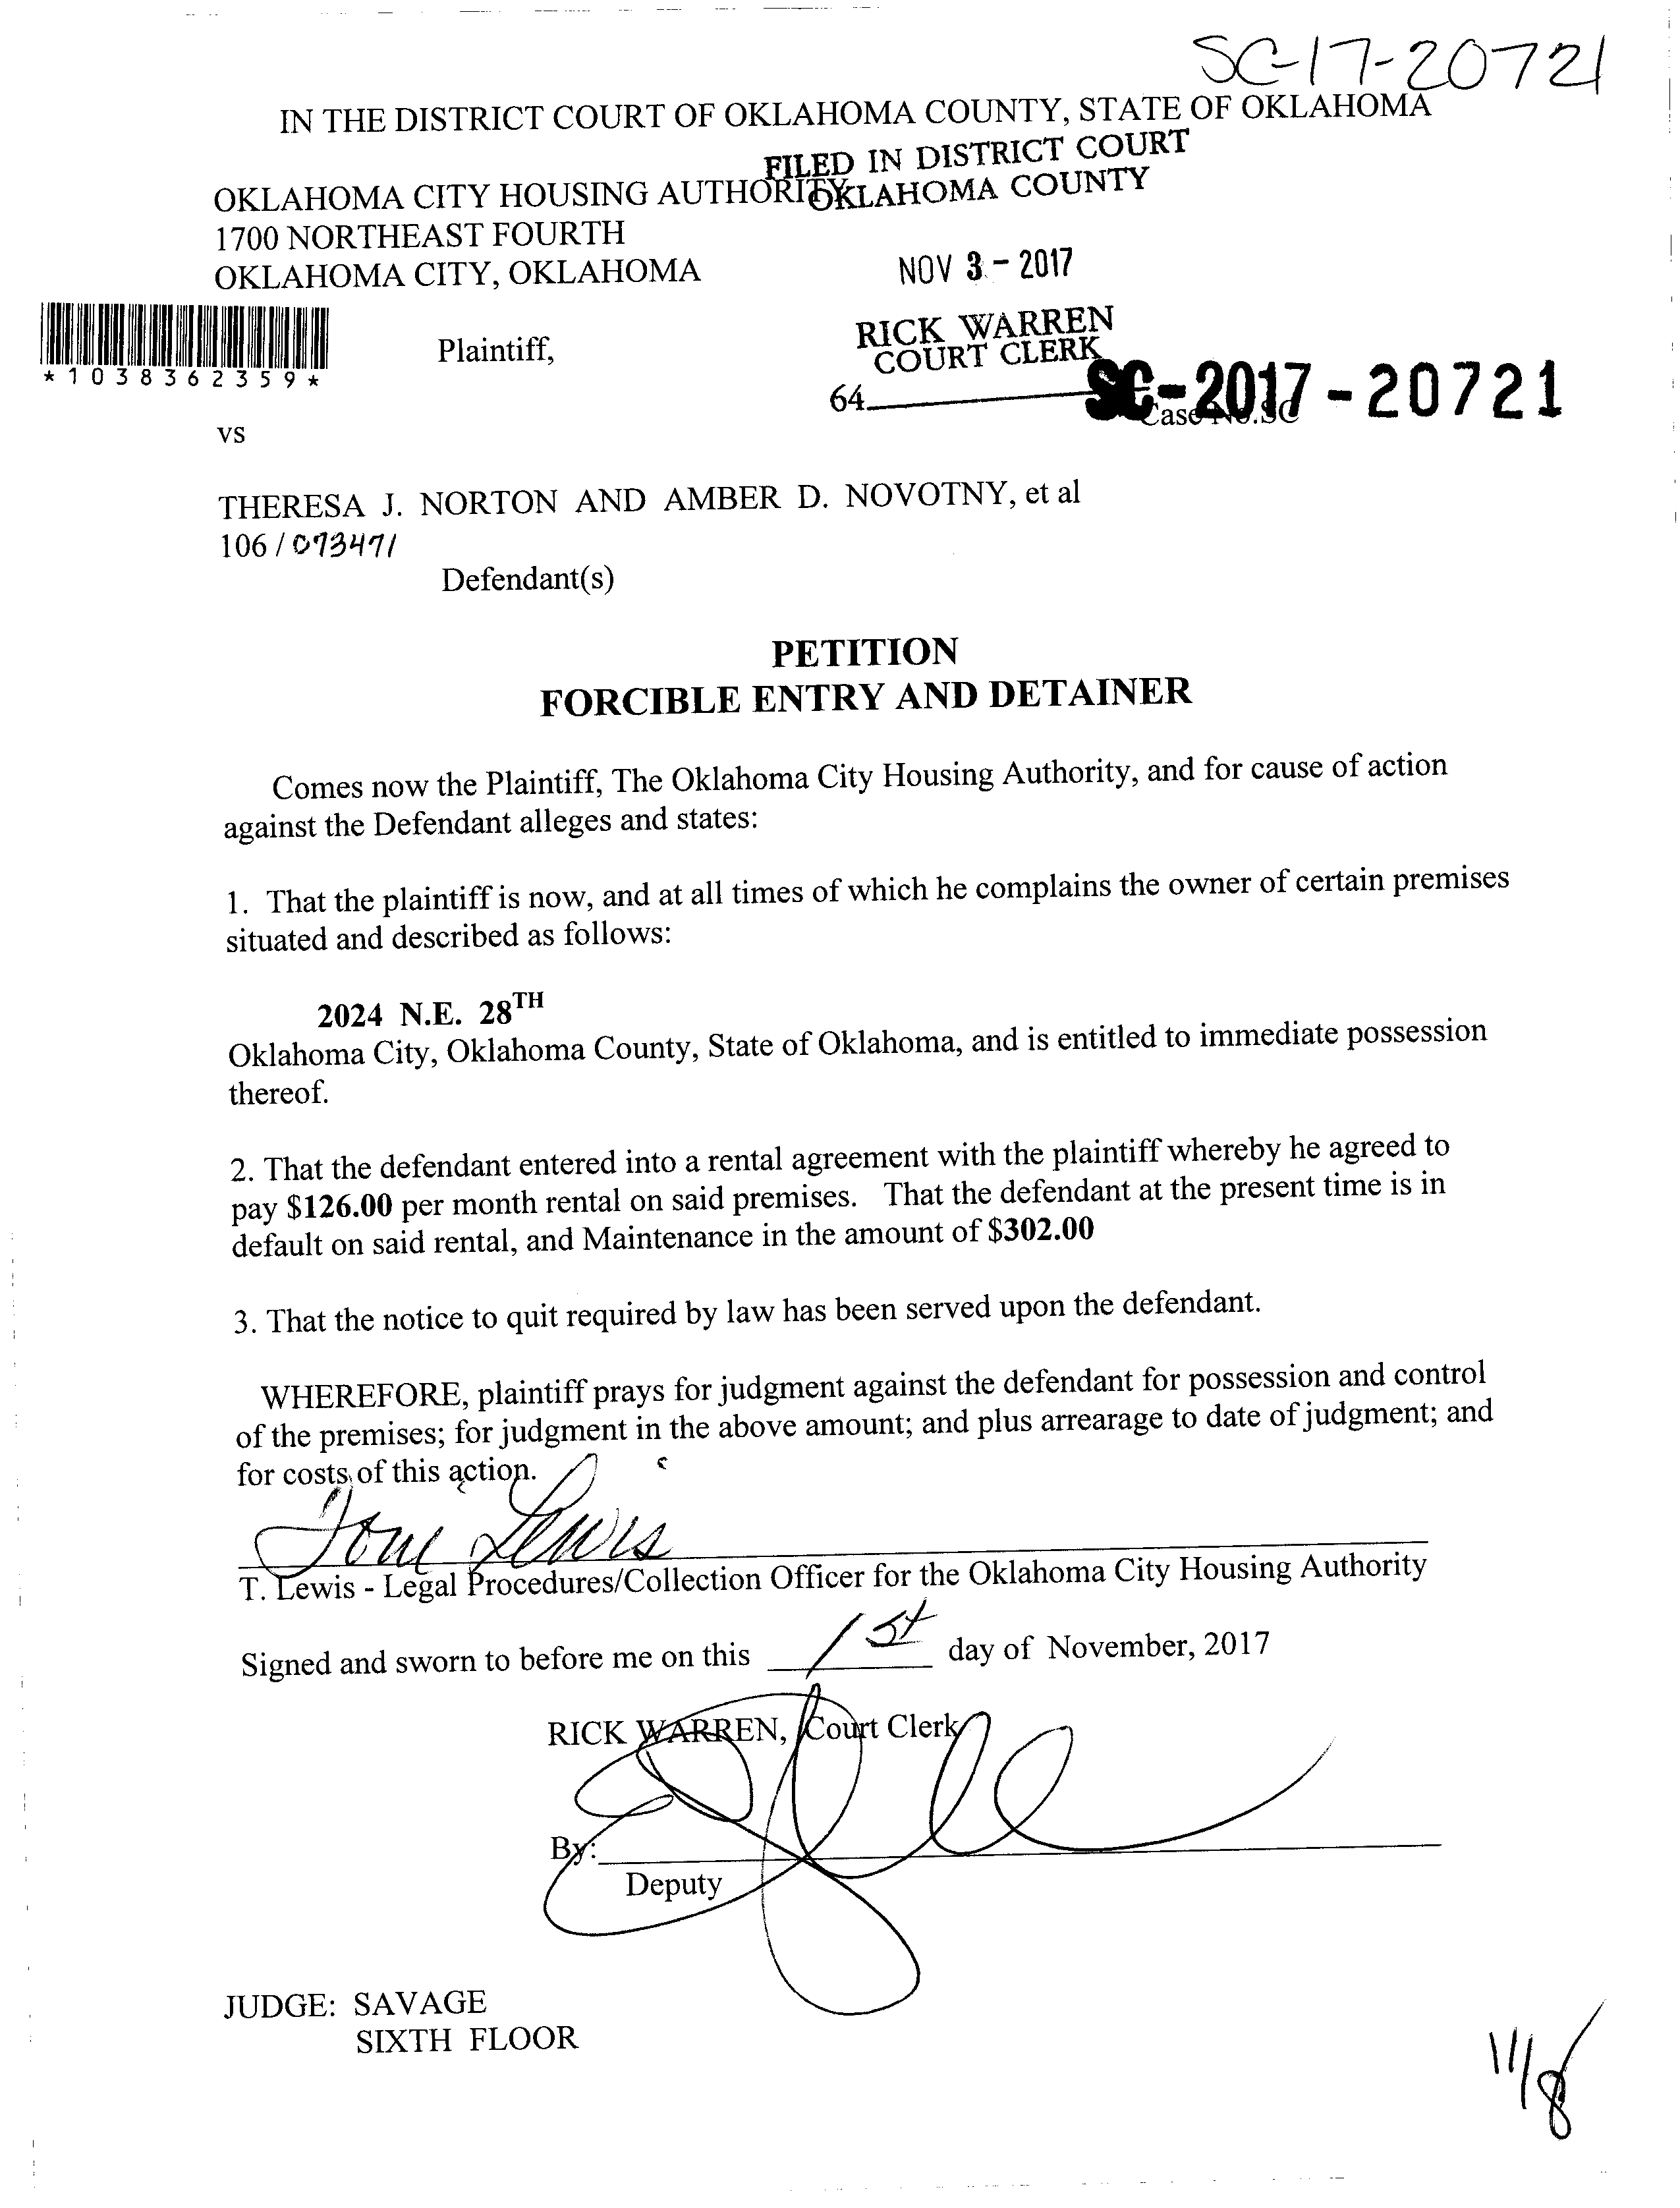 SC-17-20721
IN THE DISTRICT COURT OF OKLAHOMA COUNTY, STATE OF OKLAHOMA
FILED IN DISTRICT COURT
OKLAHOMA COUNTY
OKLAHOMA CITY HOUSING AUTHORITY
1700 NORTHEAST FOURTH
OKLAHOMA CITY, OKLAHOMA
NOV 3 - 2017
RICK WARREN
COURT CLERK
*1038362359*
Plaintiff,
64
SC-2017-20721
Case No.SC
vs
THERESA J. NORTON AND AMBER D. NOVOTNY, et al
106 / 073471
Defendant(s)
PETITION
FORCIBLE ENTRY AND DETAINER
Comes now the Plaintiff, The Oklahoma City Housing Authority, and for cause of action
against the Defendant alleges and states:
1. That the plaintiff is now, and at all times of which he complains the owner of certain premises
situated and described as follows:
2024 N.E. 28TH
Oklahoma City, Oklahoma County, State of Oklahoma, and is entitled to immediate possession
thereof.
2. That the defendant entered into a rental agreement with the plaintiff whereby he agreed to
pay $126.00 per month rental on said premises. That the defendant at the present time is in
default on said rental, and Maintenance in the amount of $302.00
3. That the notice to quit required by law has been served upon the defendant.
WHEREFORE, plaintiff prays for judgment against the defendant for possession and control
of the premises; for judgment in the above amount; and plus arrearage to date of judgment; and
for costs of this action.
Lewis
T. Lewis - Legal Procedures/Collection Officer for the Oklahoma City Housing Authority
Signed and sworn to before me on this 1st day of November, 2017
RICK WARREN, Court Clerk
By:
Deputy
JUDGE: SAVAGE
SIXTH FLOOR
11/8